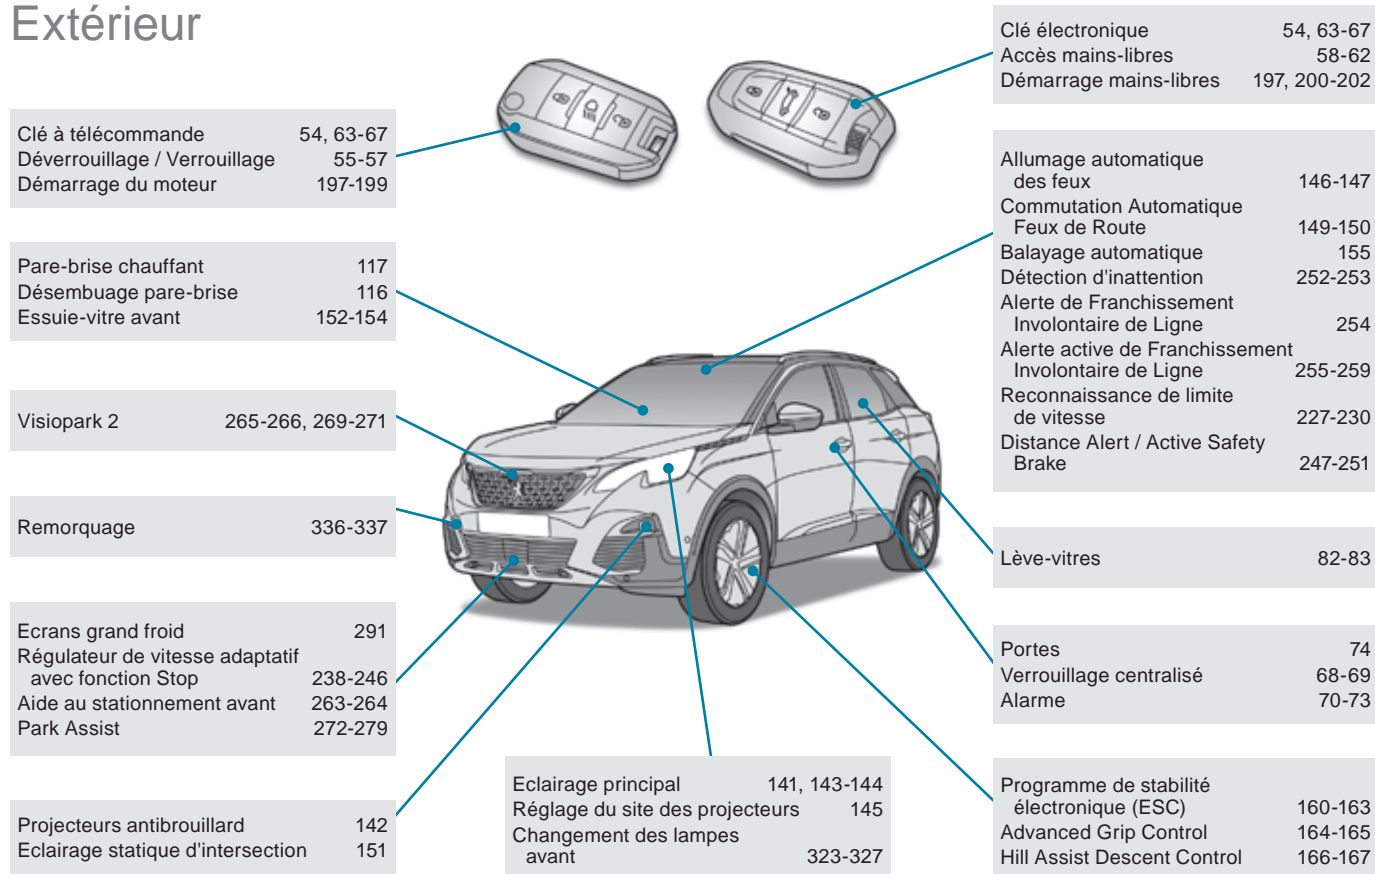 Extérieur
Clé à télécommande 54, 63-67
Déverrouillage / Verrouillage 55-57
Démarrage du moteur 197-199
Pare-brise chauffant 117
Désembuage pare-brise 116
Essuie-vitre avant 152-154
Visiopark 2 265-266, 269-271
Remorquage 336-337
Ecrans grand froid 291
Régulateur de vitesse adaptatif
avec fonction Stop 238-246
Aide au stationnement avant 263-264
Park Assist 272-279
Projecteurs antibrouillard 142
Eclairage statique d'intersection 151
Eclairage principal 141, 143-144
Réglage du site des projecteurs 145
Changement des lampes
avant 323-327
Clé électronique 54, 63-67
Accès mains-libres 58-62
Démarrage mains-libres 197, 200-202
Allumage automatique
des feux 146-147
Commutation Automatique
Feux de Route 149-150
Balayage automatique 155
Détection d'inattention 252-253
Alerte de Franchissement
Involontaire de Ligne 254
Alerte active de Franchissement
Involontaire de Ligne 255-259
Reconnaissance de limite
de vitesse 227-230
Distance Alert / Active Safety
Brake 247-251
Lève-vitres 82-83
Portes 74
Verrouillage centralisé 68-69
Alarme 70-73
Programme de stabilité
électronique (ESC) 160-163
Advanced Grip Control 164-165
Hill Assist Descent Control 166-167